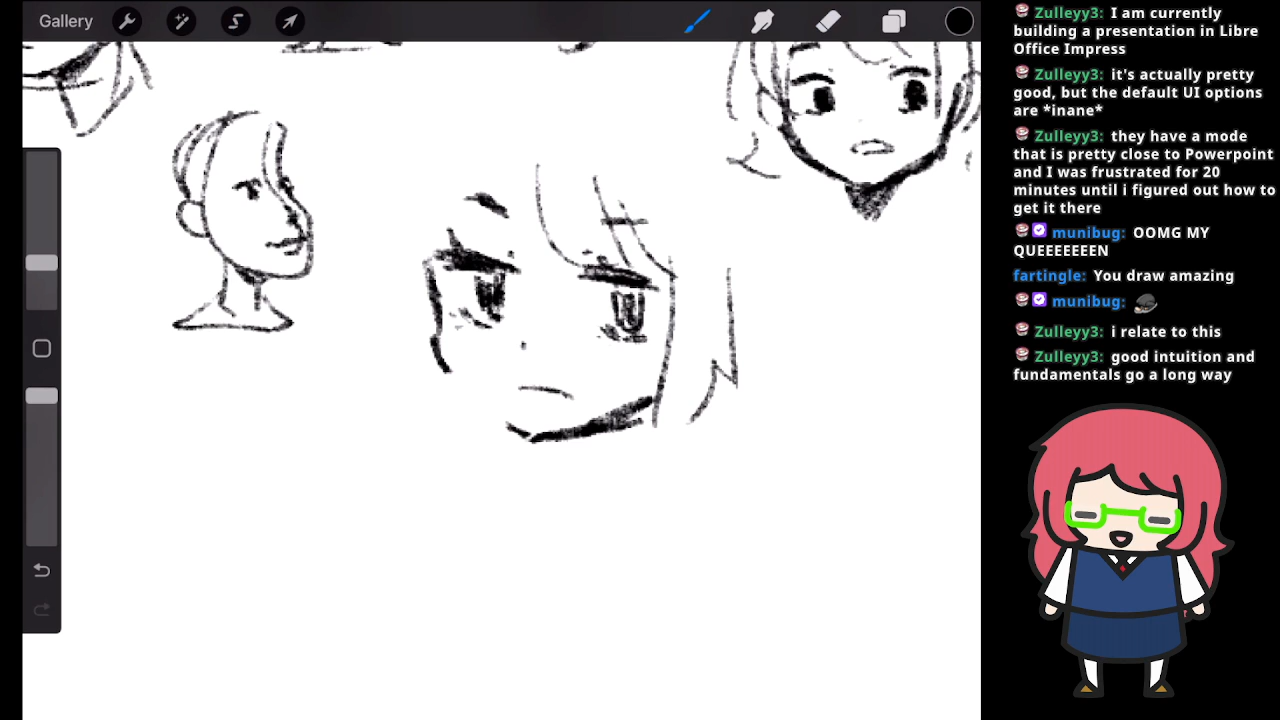 Gallery
Zulleyy3: I am currently
building a presentation in Libre
Office Impress
Zulleyy3: it's actually pretty
good, but the default UI options
are *inane*
Zulleyy3: they have a mode
that is pretty close to Powerpoint
and I was frustrated for 20
minutes until i figured out how to
get it there
munibug: OOMG MY
QUEEEEEEEN
fartingle: You draw amazing
munibug:
Zulleyy3: i relate to this
Zulleyy3: good intuition and
fundamentals go a long way